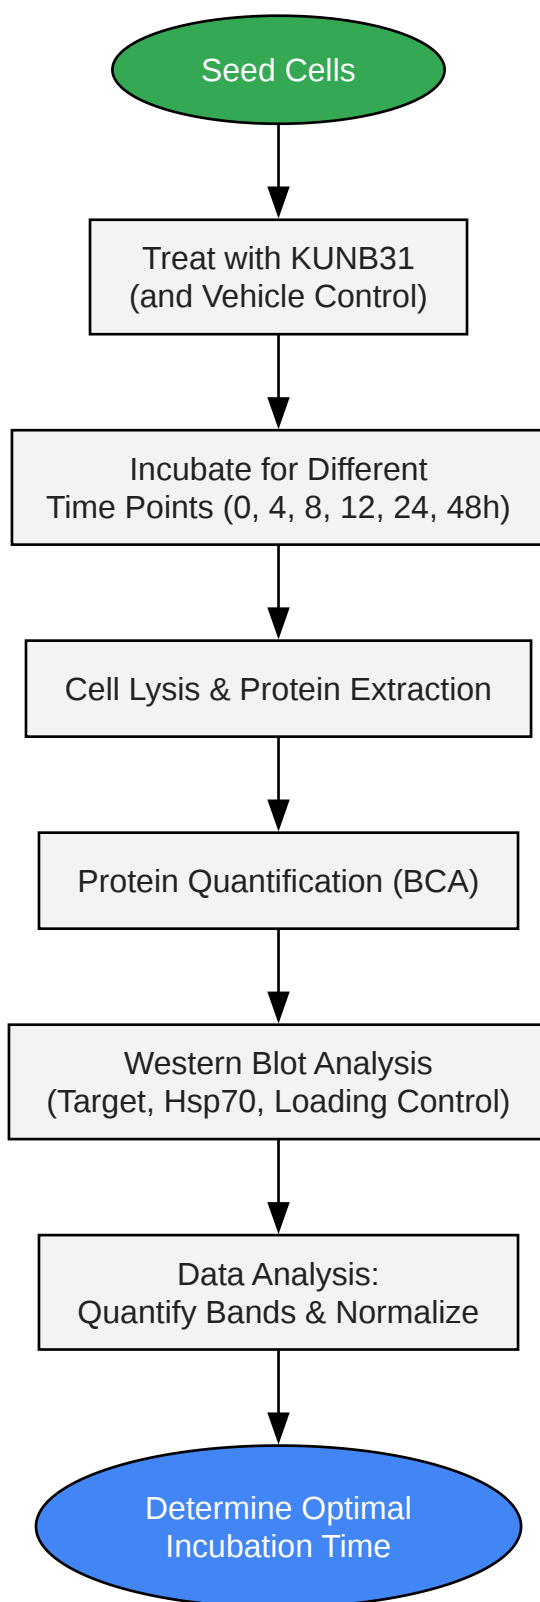 Seed Cells
Treat with KUNB31
(and Vehicle Control)
Incubate for Different
Time Points (0, 4, 8, 12, 24, 48h)
Cell Lysis & Protein Extraction
Protein Quantification (BCA)
Western Blot Analysis
(Target, Hsp70, Loading Control)
Data Analysis:
Quantify Bands & Normalize
Determine Optimal
Incubation Time